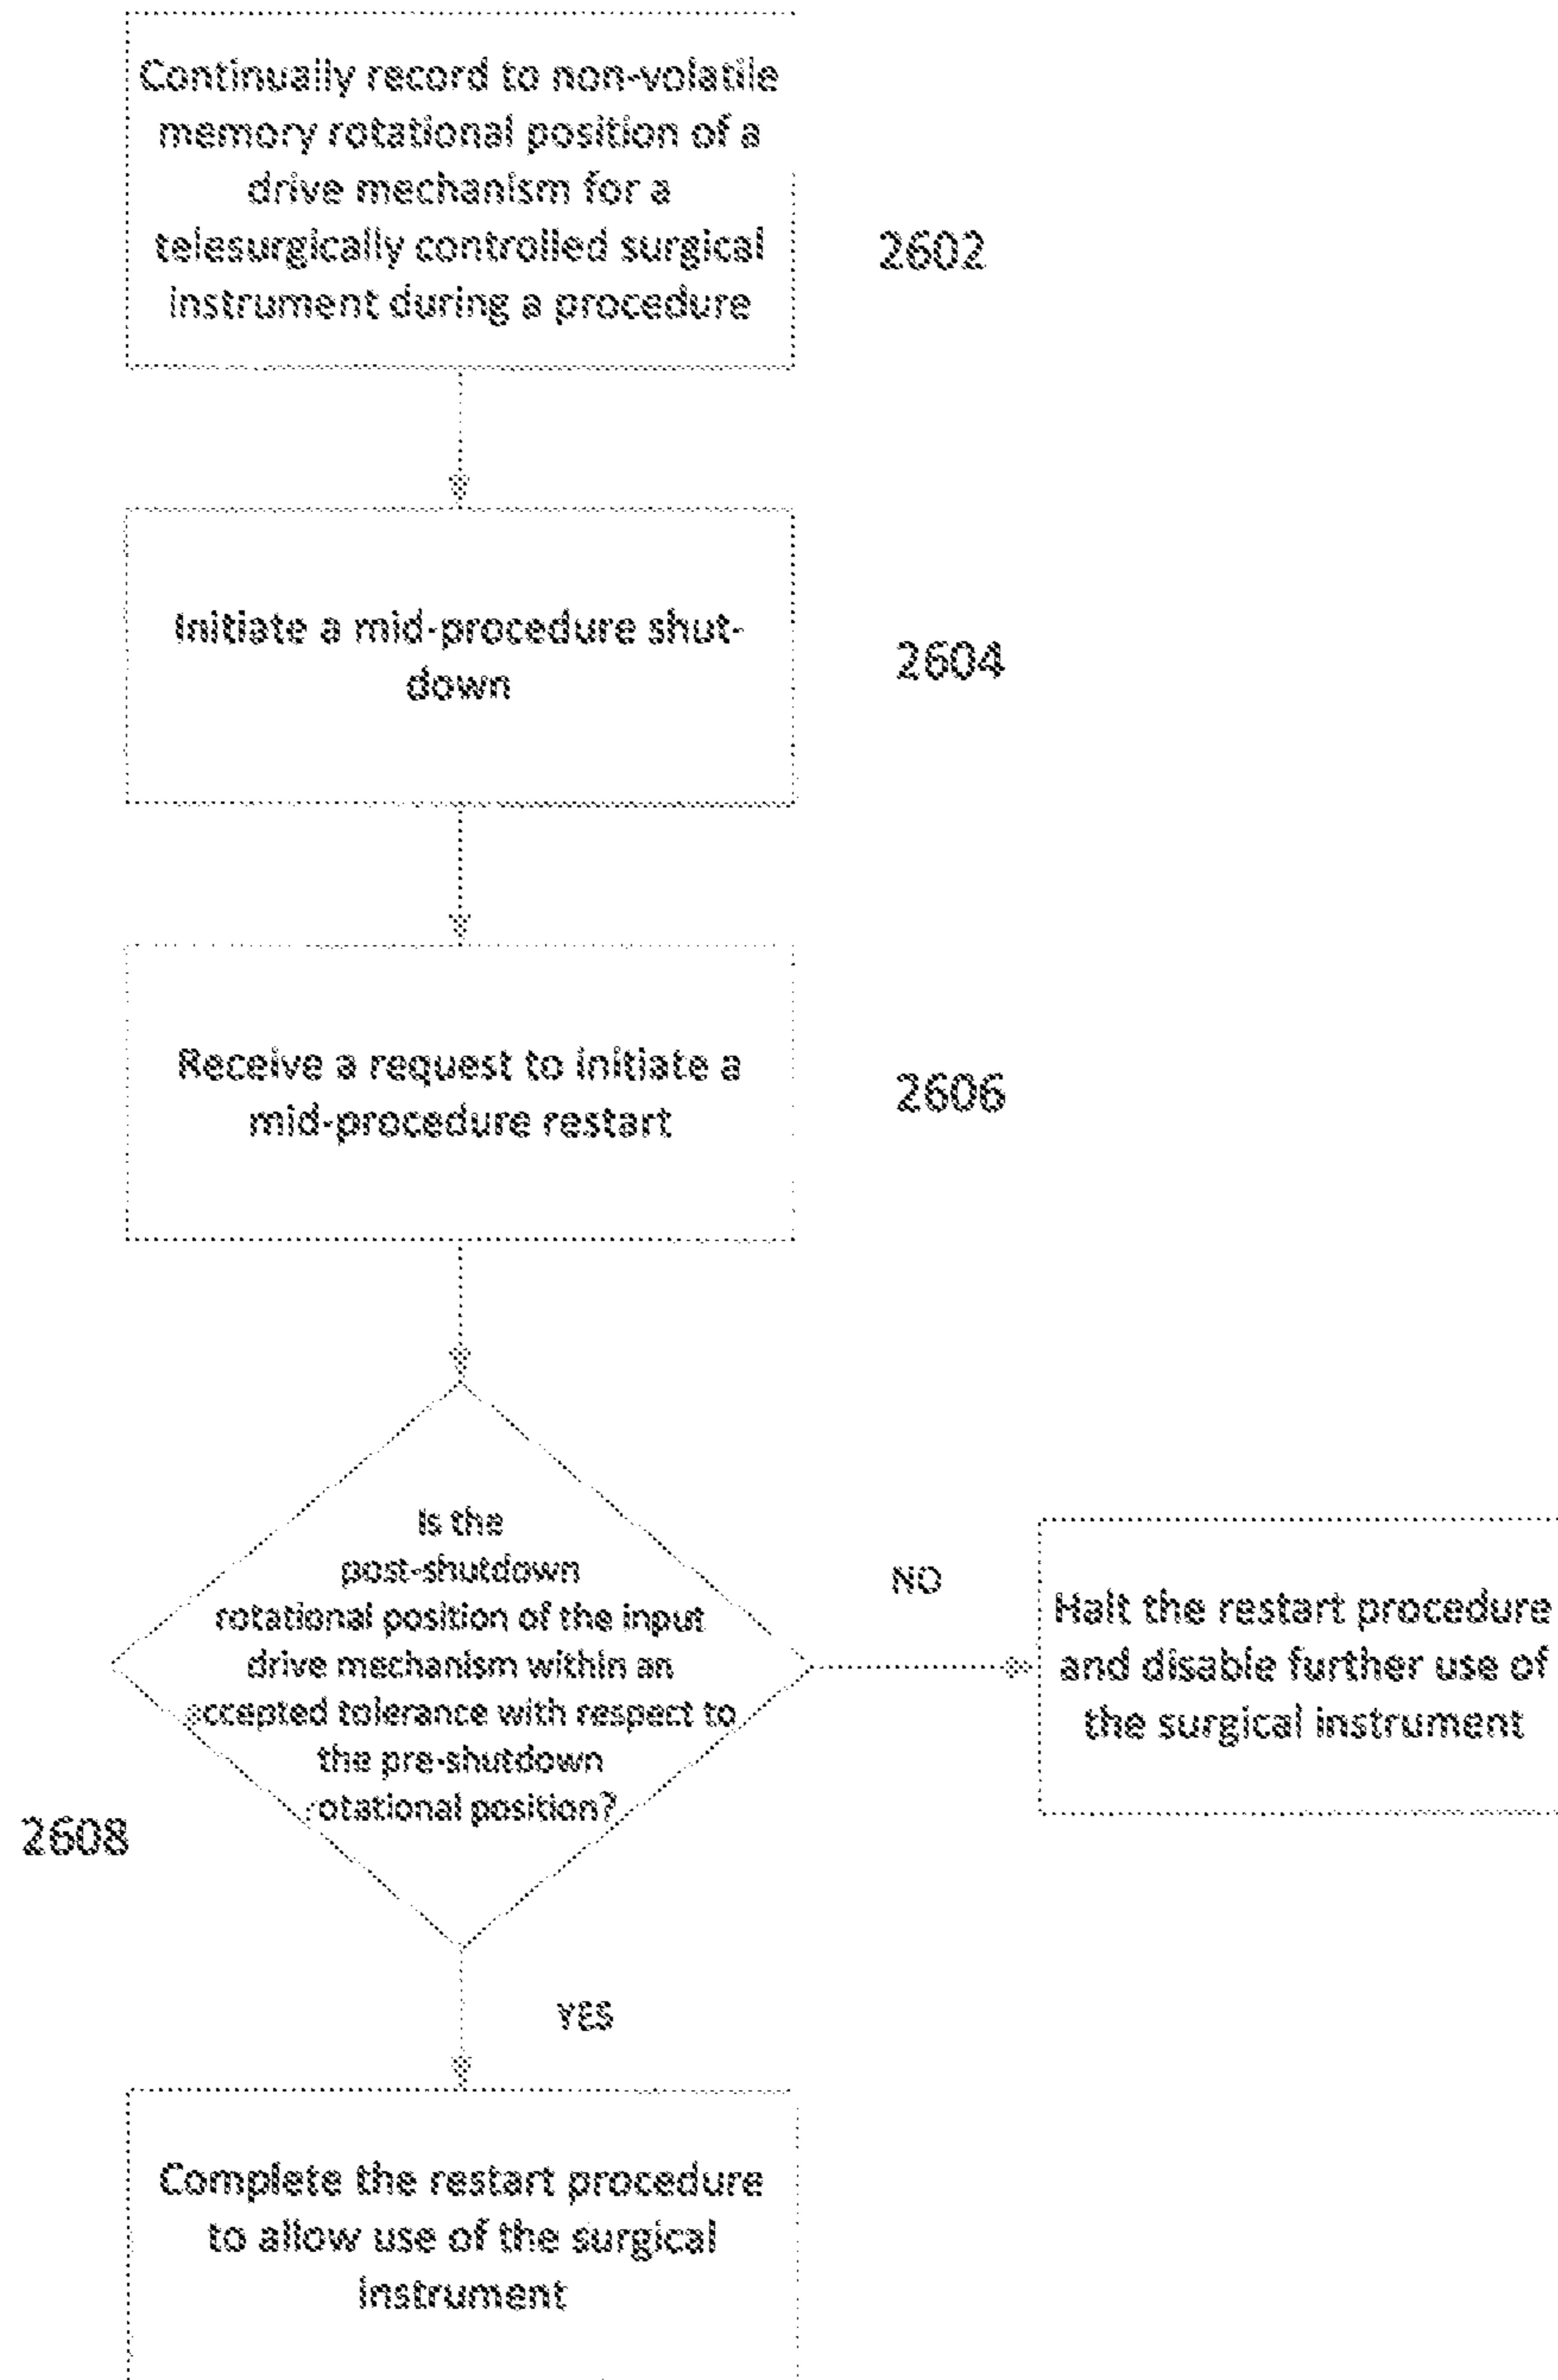 Continually record to non-volatile
memory rotational position of a
drive mechanism for a
telesurgically controlled surgical
instrument during a procedure
2602
Initiate a mid-procedure shut-
down
2604
Receive a request to initiate a
mid-procedure restart
2606
Is the
post-shutdown
rotational position of the input
drive mechanism within an
accepted tolerance with respect to
the pre-shutdown
rotational position?
2608
NO
Halt the restart procedure
and disable further use of
the surgical instrument
YES
Complete the restart procedure
to allow use of the surgical
instrument